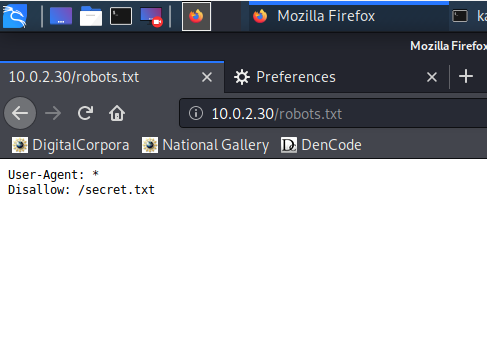 Mozilla Firefox
ka
Mozilla Firefox
10.0.2.30/robots.txt
Preferences
10.0.2.30/robots.txt
DigitalCorpora
National Gallery
DenCode
User-Agent: *
Disallow: /secret.txt